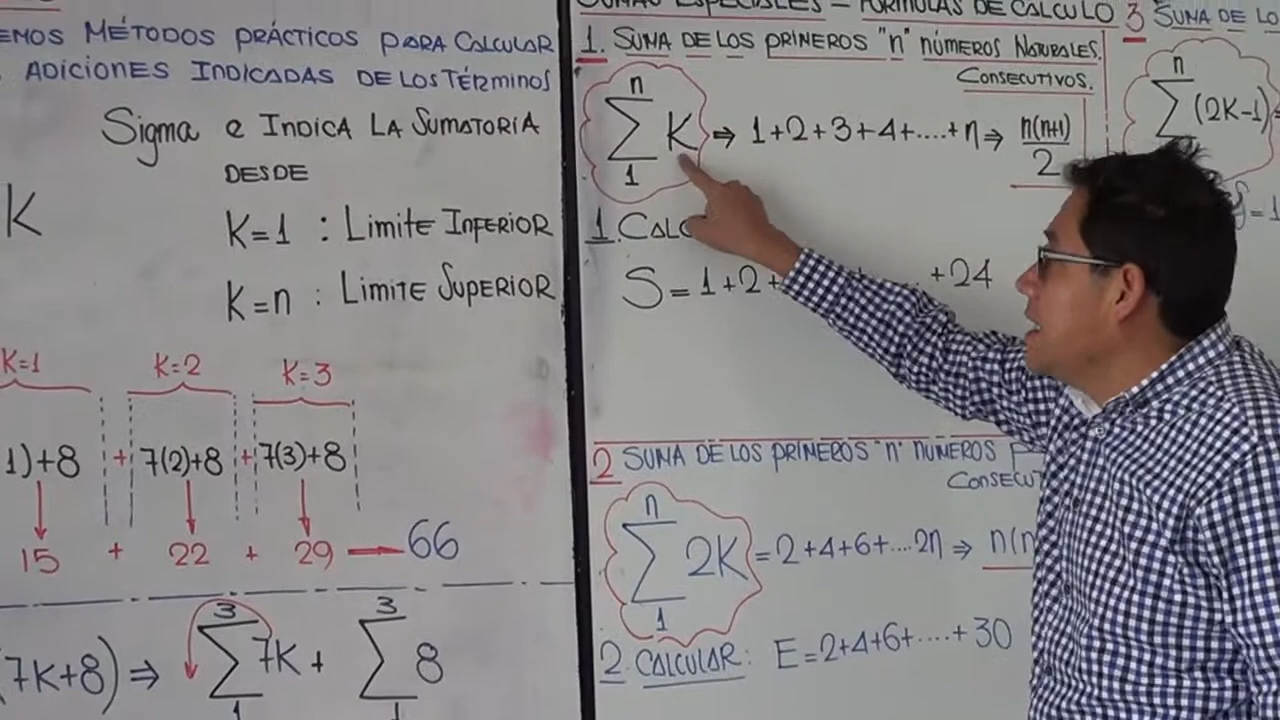 EMOS MÉTODOS PRÁCTICOS PARA CALCULAR
ADICIONES INDICADAS DE LOS TÉRMINOS
Sigma e INDICA LA SUMATORIA
DESDE
K
K=1 : LIMITE INFERIOR
K=n : LIMITE SUPERIOR
K=1 K=2 K=3
1)+8 + 7(2)+8 + 7(3)+8
15 + 22 + 29 → 66
3 3
7K+8) ⇒ ∑ 7K + ∑ 8
1 1
SUMAS ESPECIALES – FÓRMULAS DE CALCULO
1. SUMA DE LOS PRIMEROS "n" NÚMEROS NATURALES.
CONSECUTIVOS.
n
∑ K ⇒ 1+2+3+4+....+n ⇒ n(n+1)
1 2
1. CALC
S=1+2+ . +24
2 SUMA DE LOS PRIMEROS "n" NUMEROS P
CONSECUT
n
∑ 2K = 2+4+6+....2n ⇒ n(n
1
2. CALCULAR: E=2+4+6+....+30
3 SUMA DE LO
n
∑ (2K-1)
=1